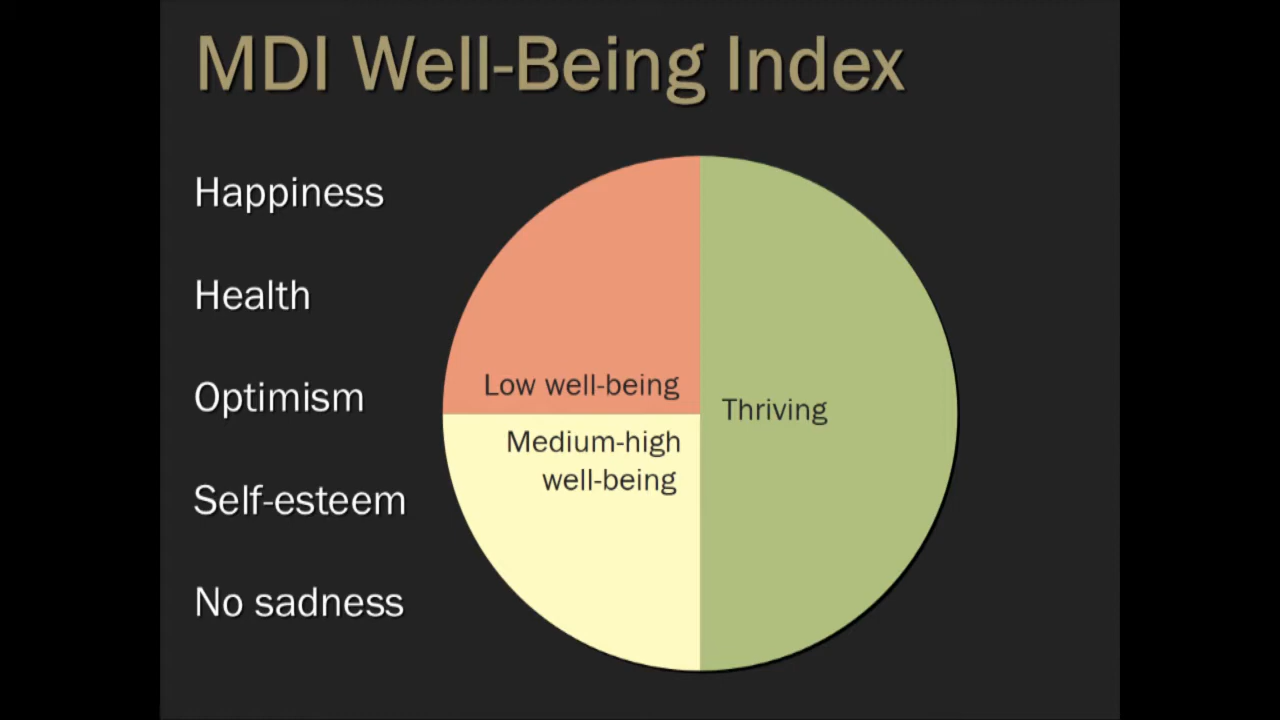 MDI Well-Being Index
Happiness
Health
Optimism
Self-esteem
No sadness
Low well-being
Medium-high
well-being
Thriving